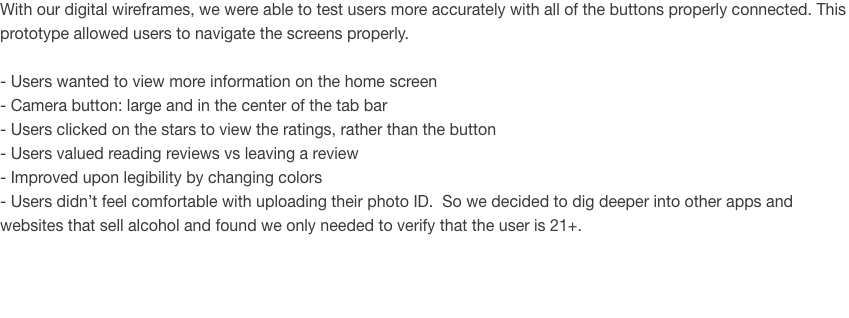 With our digital wireframes, we were able to test users more accurately with all of the buttons properly connected. This
prototype allowed users to navigate the screens properly.
- Users wanted to view more information on the home screen
- Camera button: large and in the center of the tab bar
- Users clicked on the stars to view the ratings, rather than the button
- Users valued reading reviews vs leaving a review
- Improved upon legibility by changing colors
- Users didn’t feel comfortable with uploading their photo ID.  So we decided to dig deeper into other apps and
websites that sell alcohol and found we only needed to verify that the user is 21+.